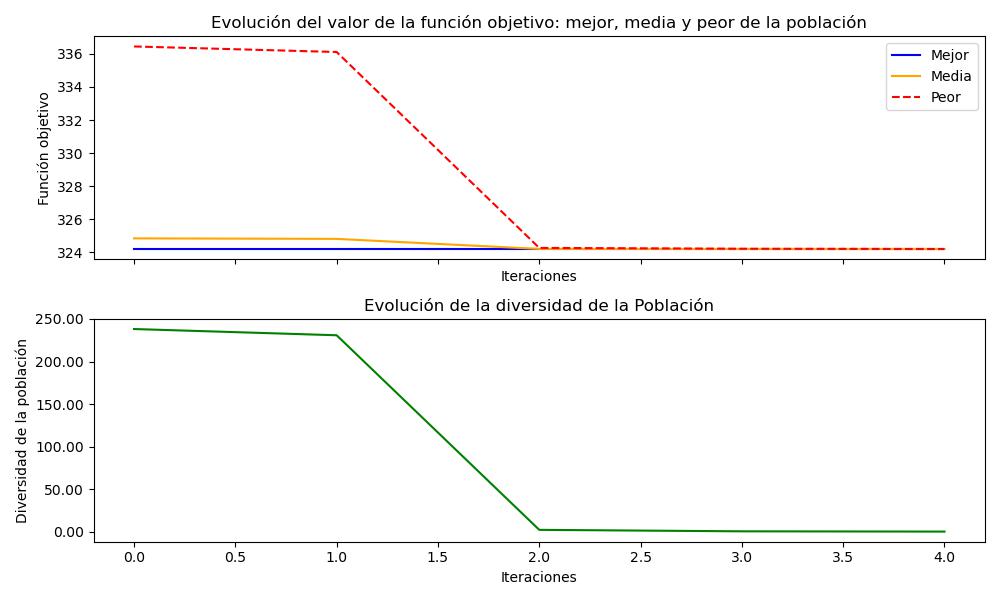 Evolución del valor de la función objetivo: mejor, media y peor de la población
Función objetivo
336
334
332
330
328
326
324
Mejor
Media
Peor
Iteraciones
Evolución de la diversidad de la Población
Diversidad de la población
250.00
200.00
150.00
100.00
50.00
0.00
0.0 0.5 1.0 1.5 2.0 2.5 3.0 3.5 4.0
Iteraciones